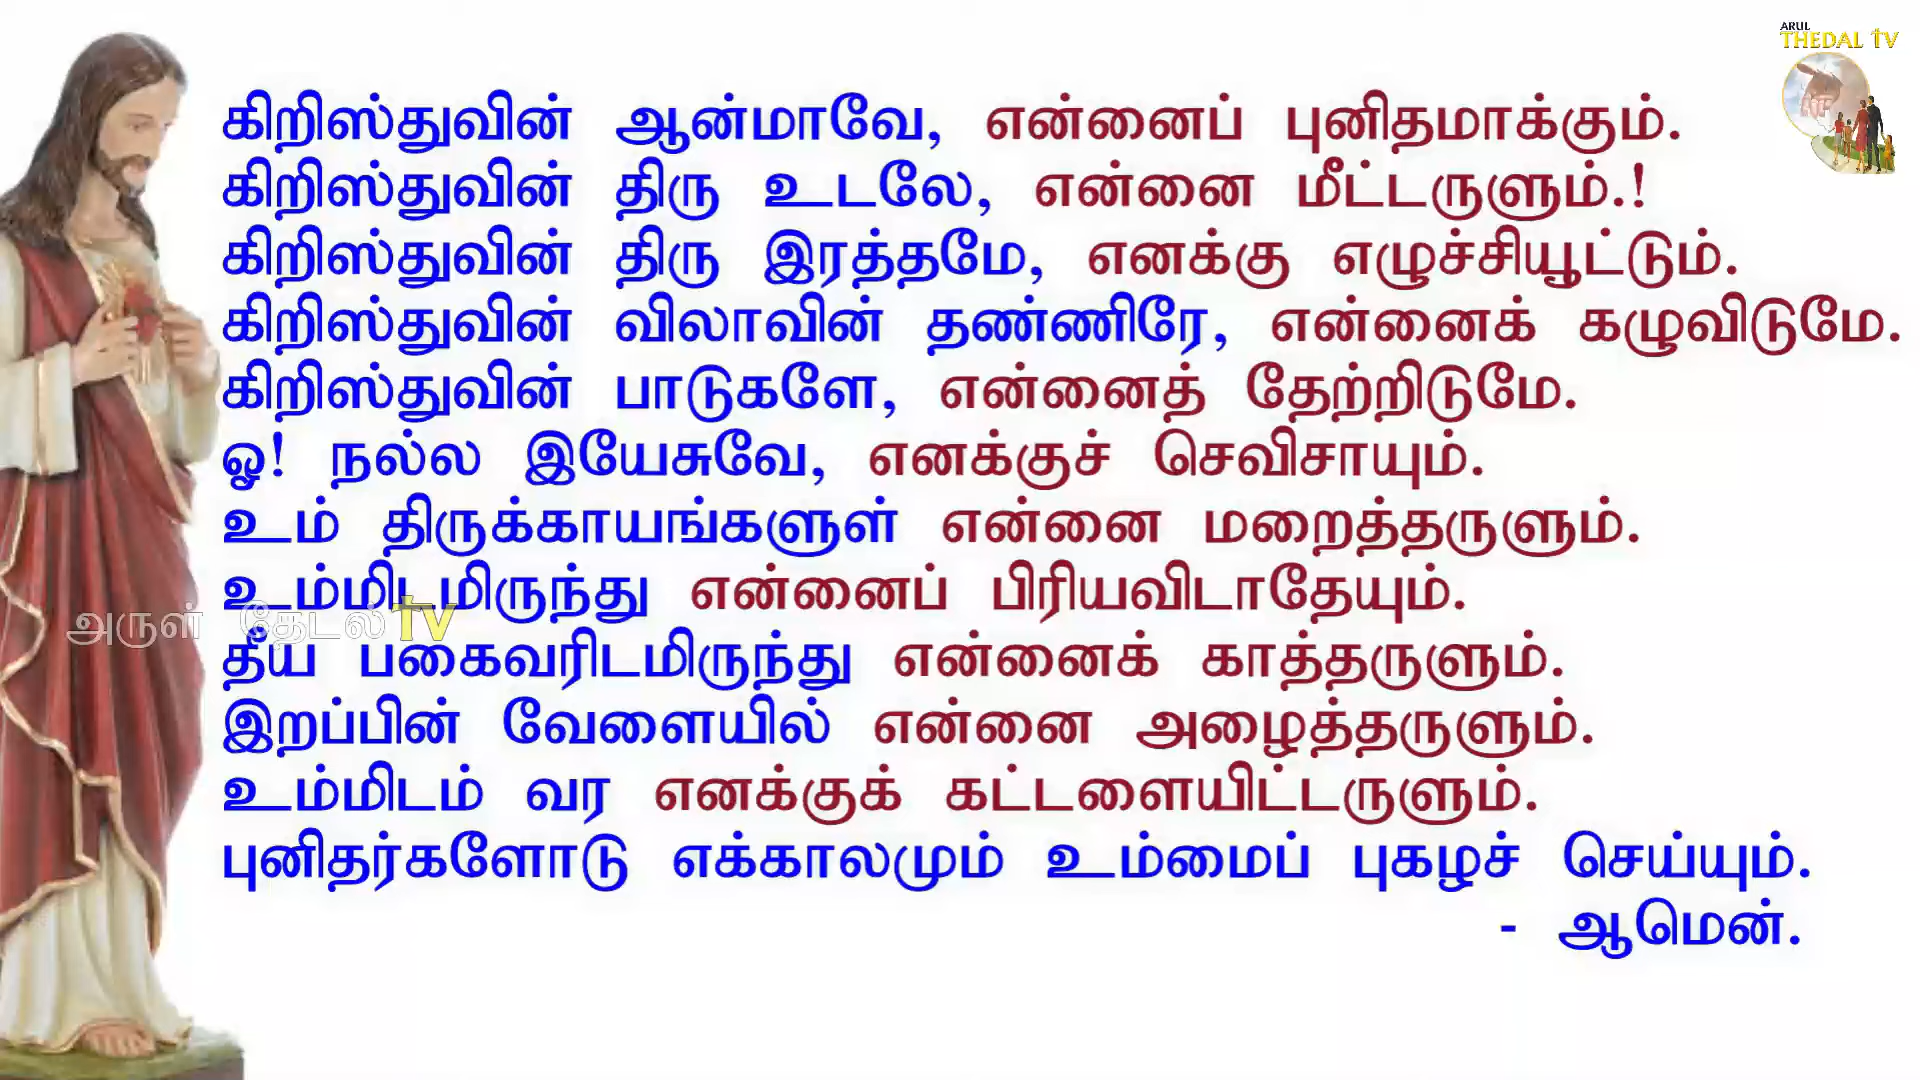 ARUL
THEDAL TV
கிறிஸ்துவின் ஆன்மாவே, என்னைப் புனிதமாக்கும்.
கிறிஸ்துவின் திரு உடலே, என்னை மீட்டருளும்.!
கிறிஸ்துவின் திரு இரத்தமே, எனக்கு எழுச்சியூட்டும்.
கிறிஸ்துவின் விலாவின் தண்ணிரே, என்னைக் கழுவிடுமே.
கிறிஸ்துவின் பாடுகளே, என்னைத் தேற்றிடுமே.
ஓ! நல்ல இயேசுவே, எனக்குச் செவிசாயும்.
உம் திருக்காயங்களுள் என்னை மறைத்தருளும்.
உம்மிடமிருந்து என்னைப் பிரியவிடாதேயும்.
அருள் தேடல் TV
தீய பகைவரிடமிருந்து என்னைக் காத்தருளும்.
இறப்பின் வேளையில் என்னை அழைத்தருளும்.
உம்மிடம் வர எனக்குக் கட்டளையிட்டருளும்.
புனிதர்களோடு எக்காலமும் உம்மைப் புகழச் செய்யும்.
- ஆமென்.